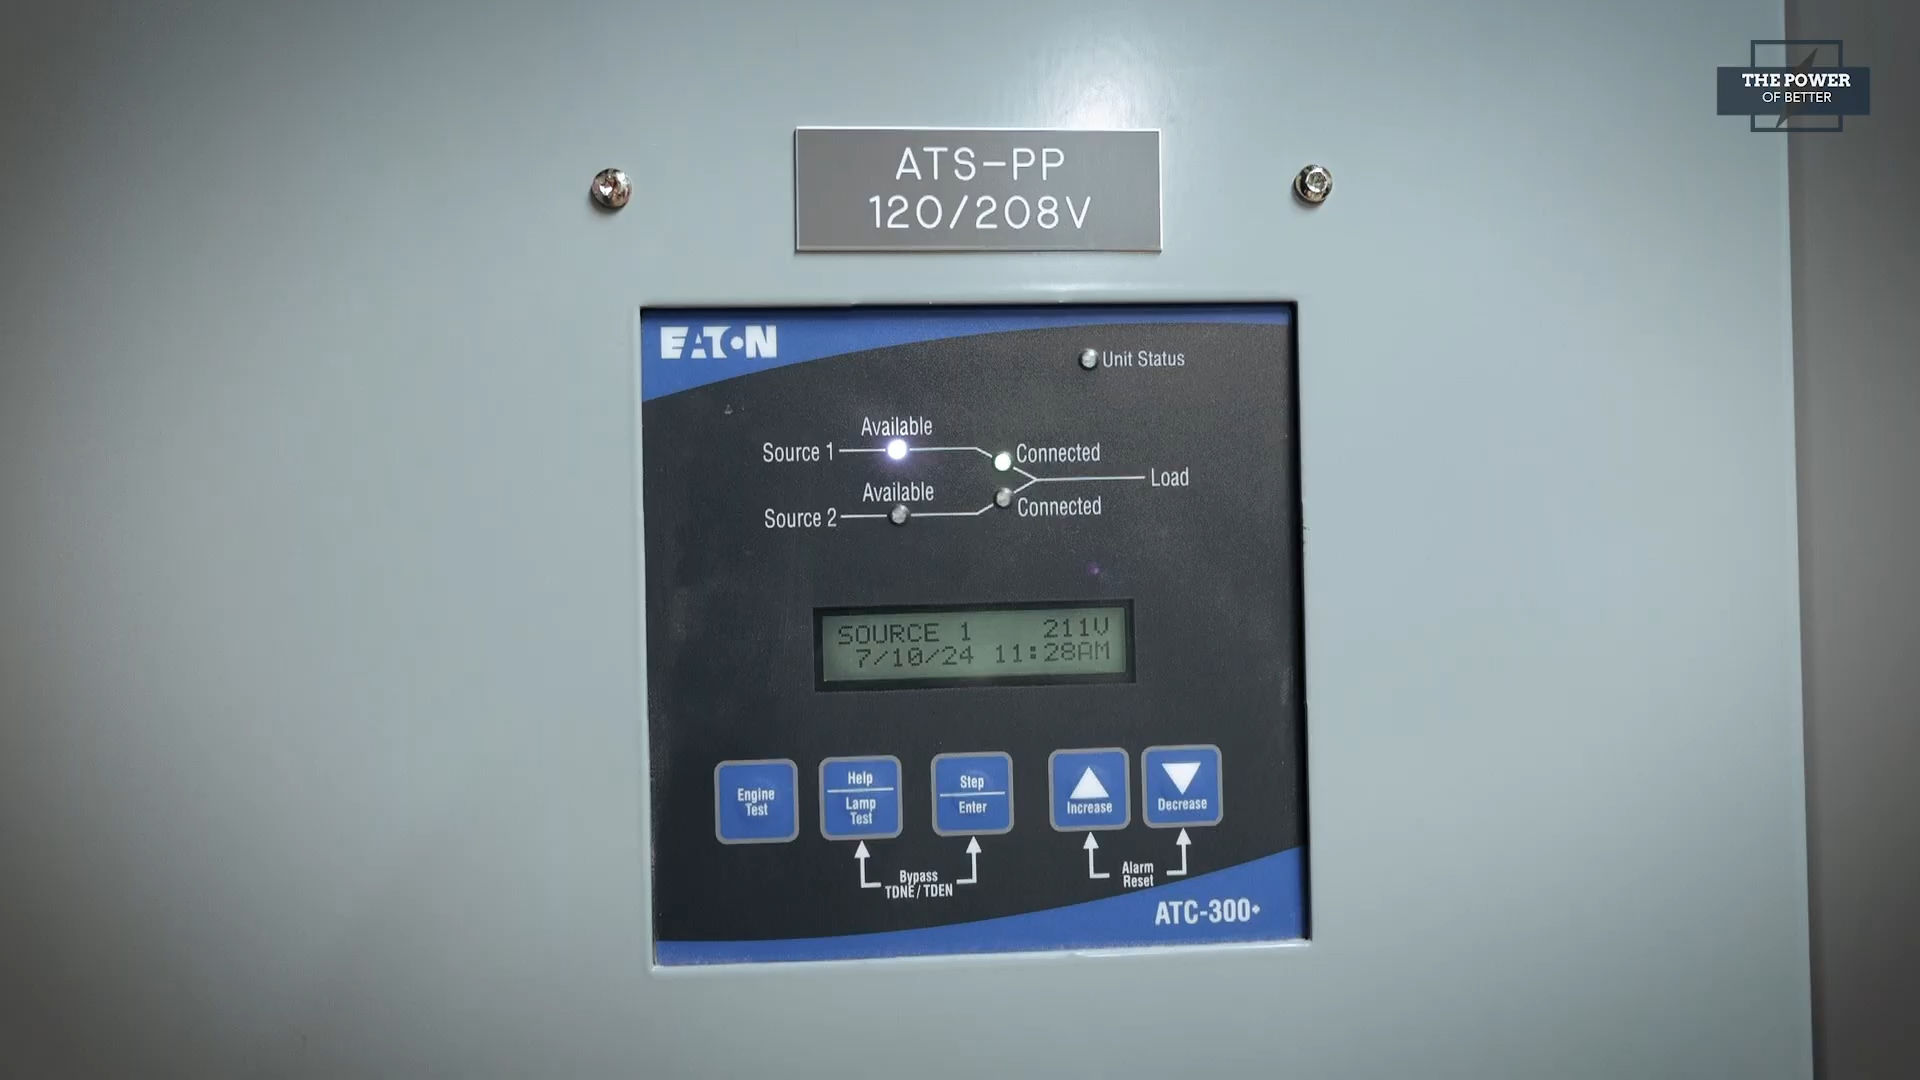 THE POWER
OF BETTER
ATS-PP
120/208V
EATON
Unit Status
Available
Source 1
Connected
Load
Available
Source 2
Connected
SOURCE 1 211V
7/10/24 11:28AM
Engine
Test
Help
Lamp
Test
Step
Enter
Increase
Decrease
Bypass
TDNE / TDEN
Alarm
Reset
ATC-300+